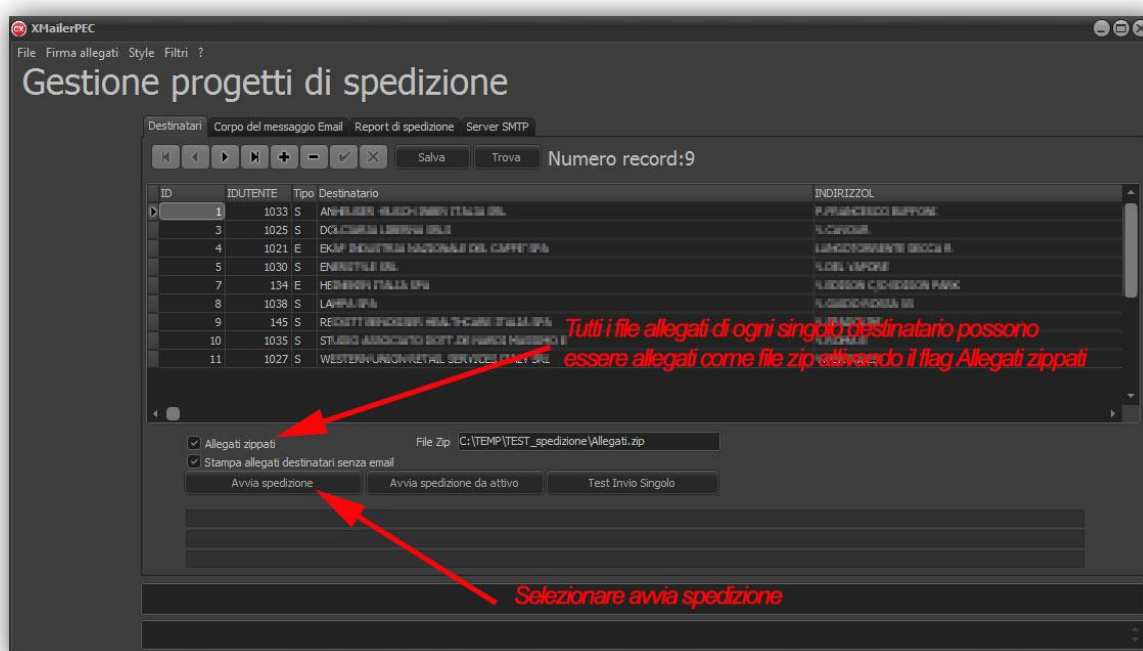 XMailerPEC
File Firma allegati Style Filtri ?
Gestione progetti di spedizione
Destinatari Corpo del messaggio Email Report di spedizione Server SMTP
Salva Trova Numero record:9
ID IDUTENTE Tipo Destinatario INDIRIZZOL
1 1033 S
3 1025 S
4 1021 E
5 1030 S
7 134 E
8 1038 S
9 145 S
10 1035 S
11 1027 S
Tutti i file allegati di ogni singolo destinatario possono
essere allegati come file zip attivando il flag Allegati zippati
Allegati zippati File Zip C:\TEMP\TEST_spedizione\Allegati.zip
Stampa allegati destinatari senza email
Avvia spedizione Avvia spedizione da attivo Test Invio Singolo
Selezionare avvia spedizione